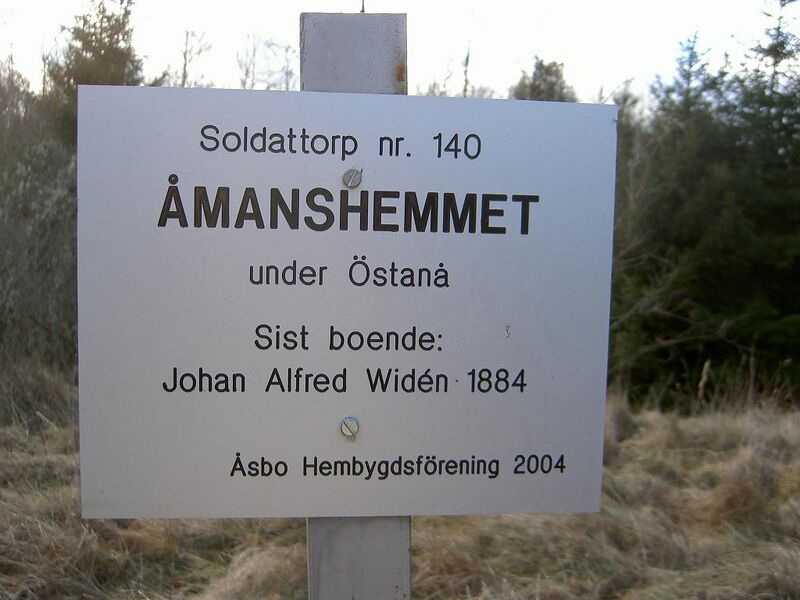 Soldattorp nr. 140
ÅMANSHEMMET
under Östanå
Sist boende:
Johan Alfred Widén 1884
Åsbo Hembygdsförening 2004